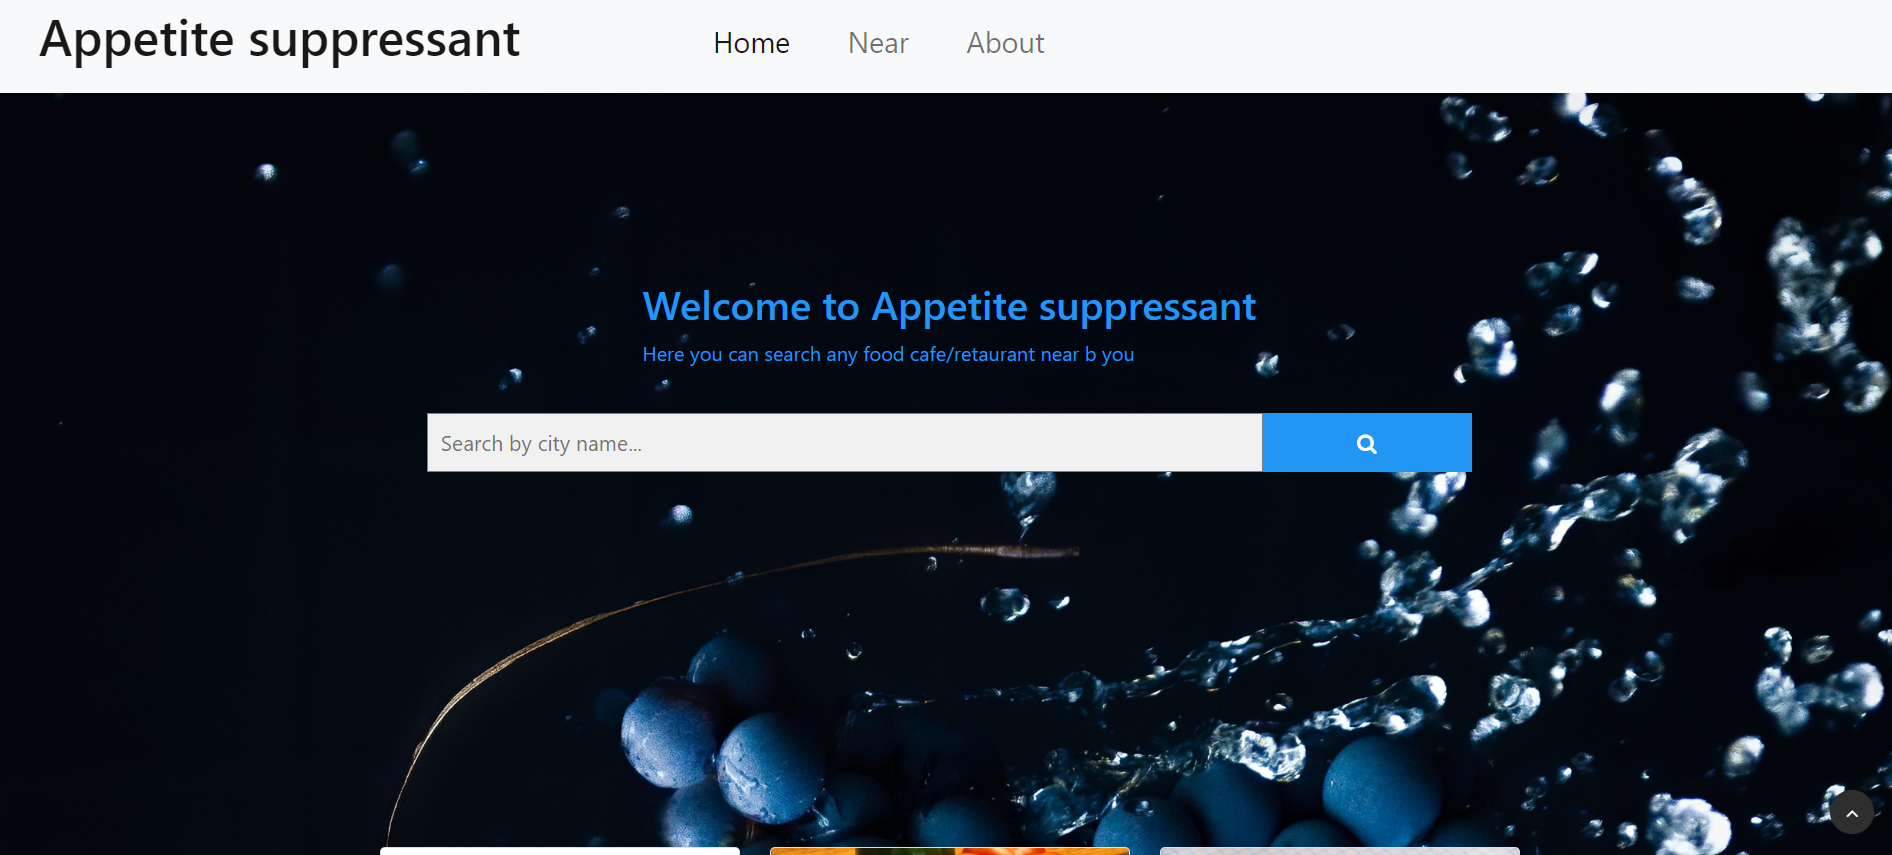 Appetite suppressant
Home Near About
Welcome to Appetite suppressant
Here you can search any food cafe/retaurant near b you
Search by city name...